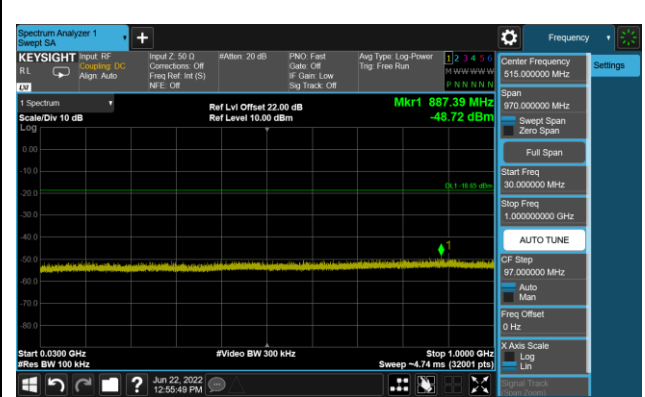 Spectrum Analyzer 1
Swept SA
Frequency
KEYSIGHT
RL
LXI
Input: RF
Coupling: DC
Align: Auto
Input Z: 50 Ω
Corrections: Off
Freq Ref: Int (S)
NFE: Off
#Atten: 20 dB
PNO: Fast
Gate: Off
IF Gain: Low
Sig Track: Off
Avg Type: Log-Power
Trig: Free Run
1 2 3 4 5 6
M W W W W W
P N N N N N
1 Spectrum
Scale/Div 10 dB
Log
Ref Lvl Offset 22.00 dB
Ref Level 10.00 dBm
Mkr1 887.39 MHz
-48.72 dBm
0.00
-10.0
-20.0
-30.0
-40.0
-50.0
-60.0
-70.0
-80.0
DL1 -18.65 dBm
1
Start 0.0300 GHz
#Res BW 100 kHz
#Video BW 300 kHz
Stop 1.0000 GHz
Sweep ~4.74 ms (32001 pts)
Center Frequency
515.000000 MHz
Span
970.000000 MHz
Swept Span
Zero Span
Full Span
Start Freq
30.000000 MHz
Stop Freq
1.000000000 GHz
AUTO TUNE
CF Step
97.000000 MHz
Auto
Man
Freq Offset
0 Hz
X Axis Scale
Log
Lin
Signal Track
(Span Zoom)
Settings
?
Jun 22, 2022
12:55:49 PM